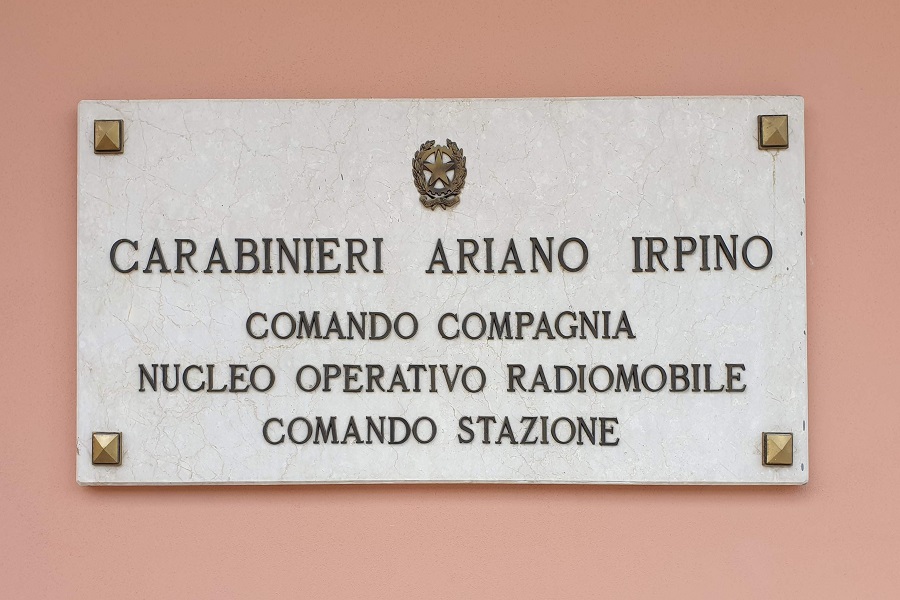 CARABINIERI ARIANO IRPINO
COMANDO COMPAGNIA
NUCLEO OPERATIVO RADIOMOBILE
COMANDO STAZIONE